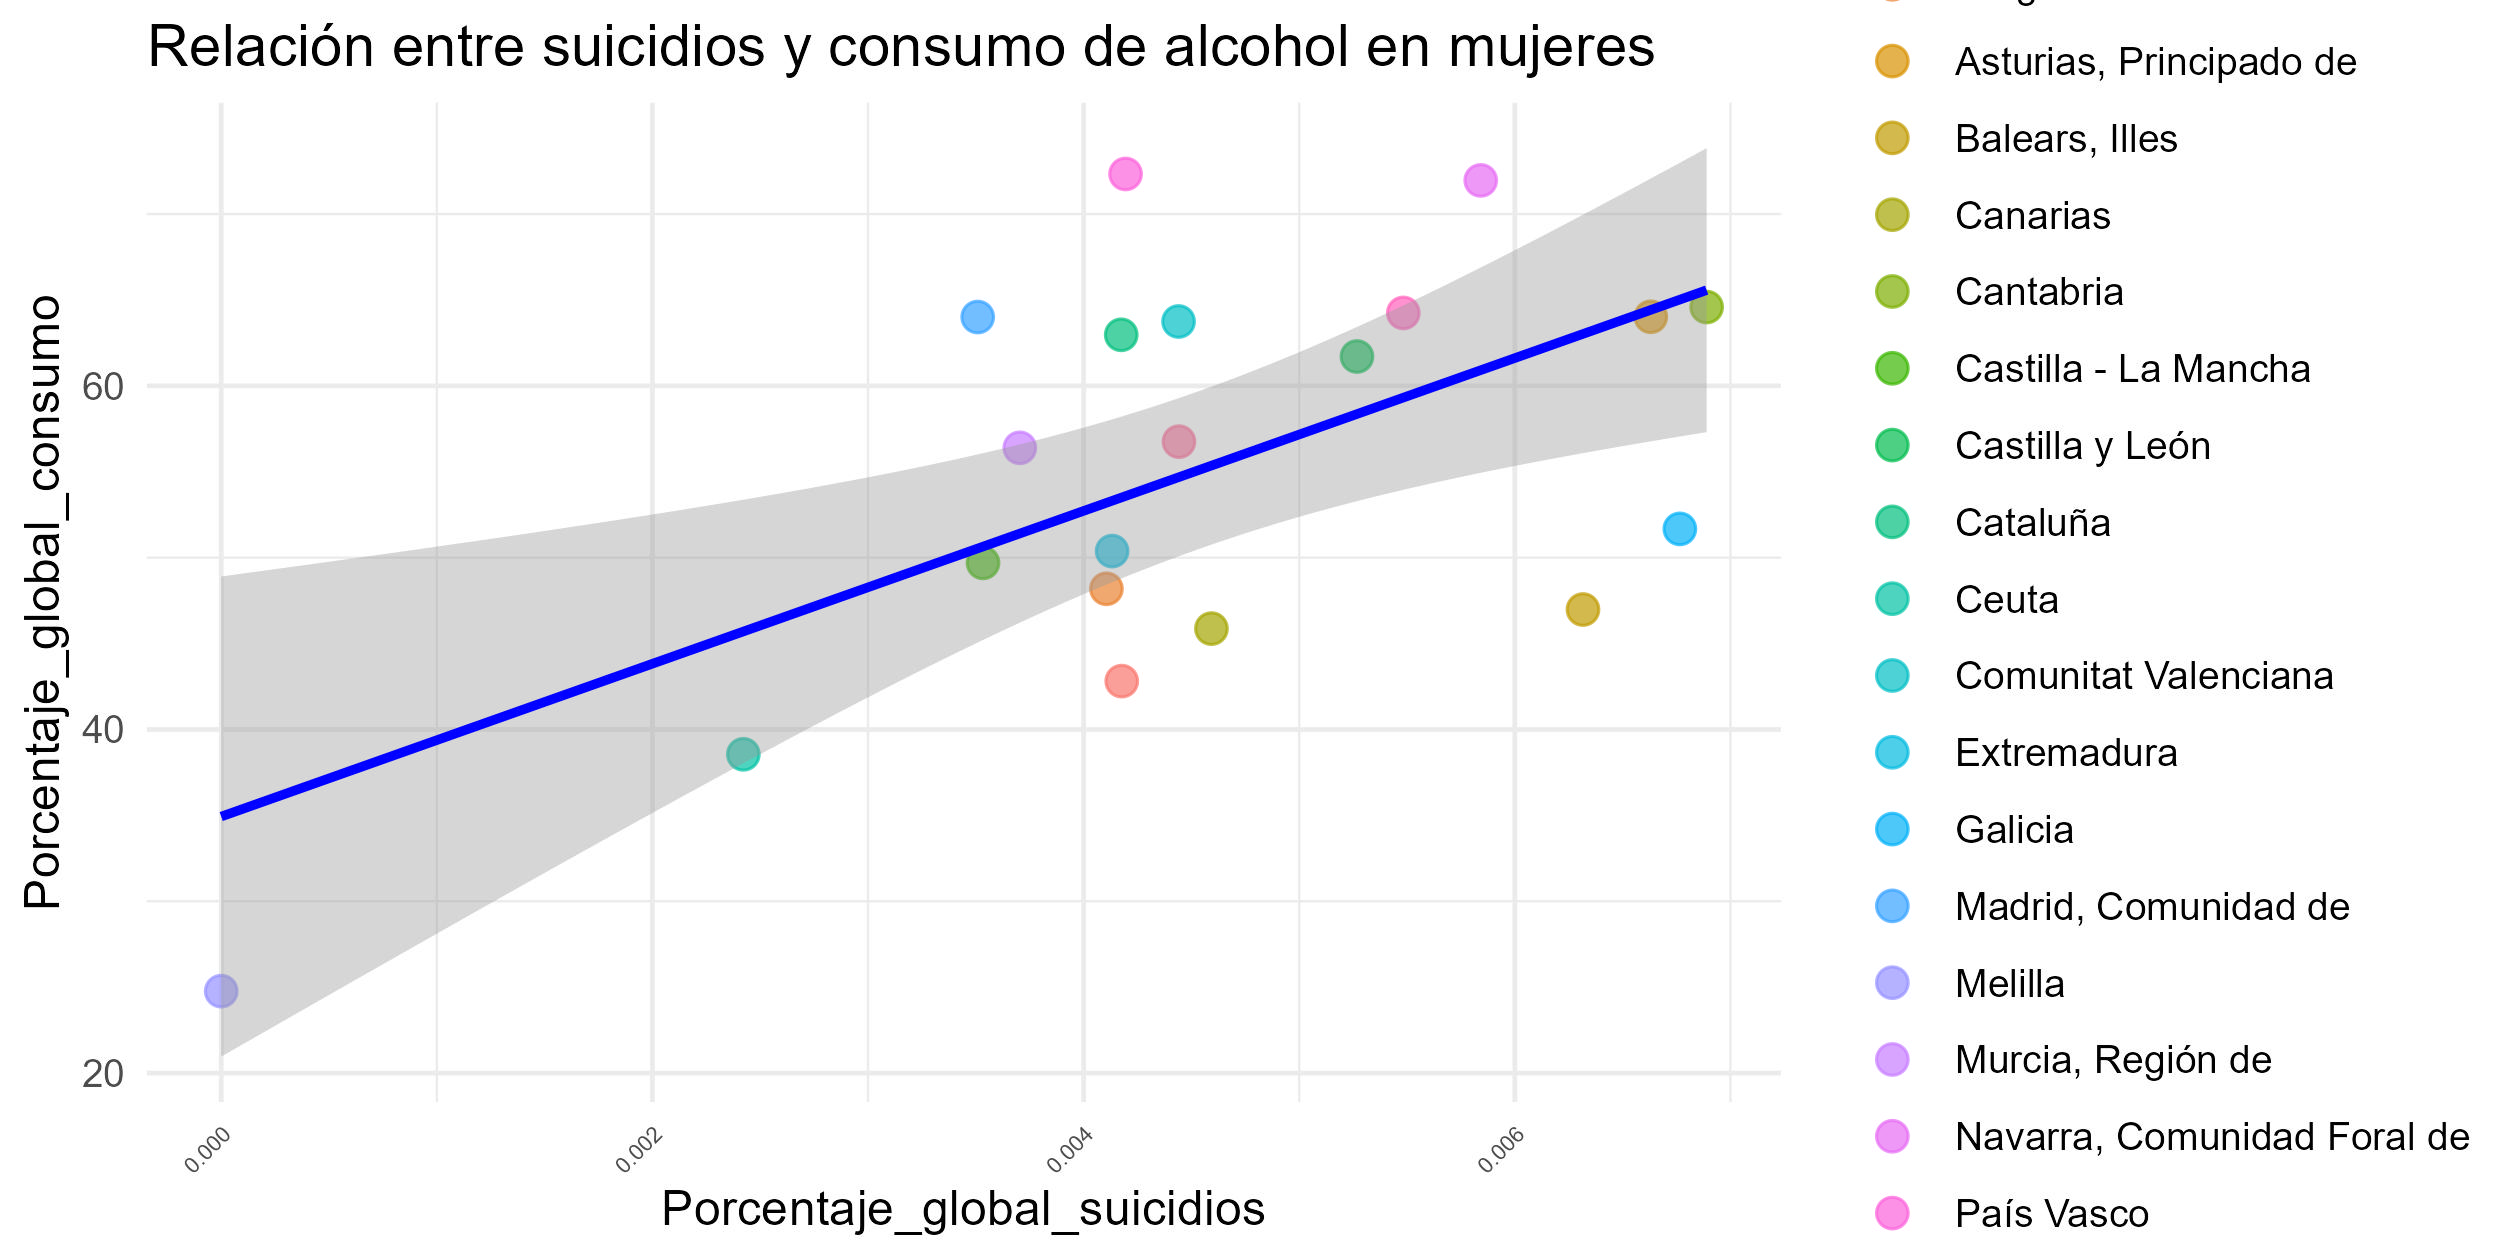 Relación entre suicidios y consumo de alcohol en mujeres
Porcentaje_global_consumo
60
40
20
0.000
0.002
0.004
0.006
Porcentaje_global_suicidios
Asturias, Principado de
Balears, Illes
Canarias
Cantabria
Castilla - La Mancha
Castilla y León
Cataluña
Ceuta
Comunitat Valenciana
Extremadura
Galicia
Madrid, Comunidad de
Melilla
Murcia, Región de
Navarra, Comunidad Foral de
País Vasco